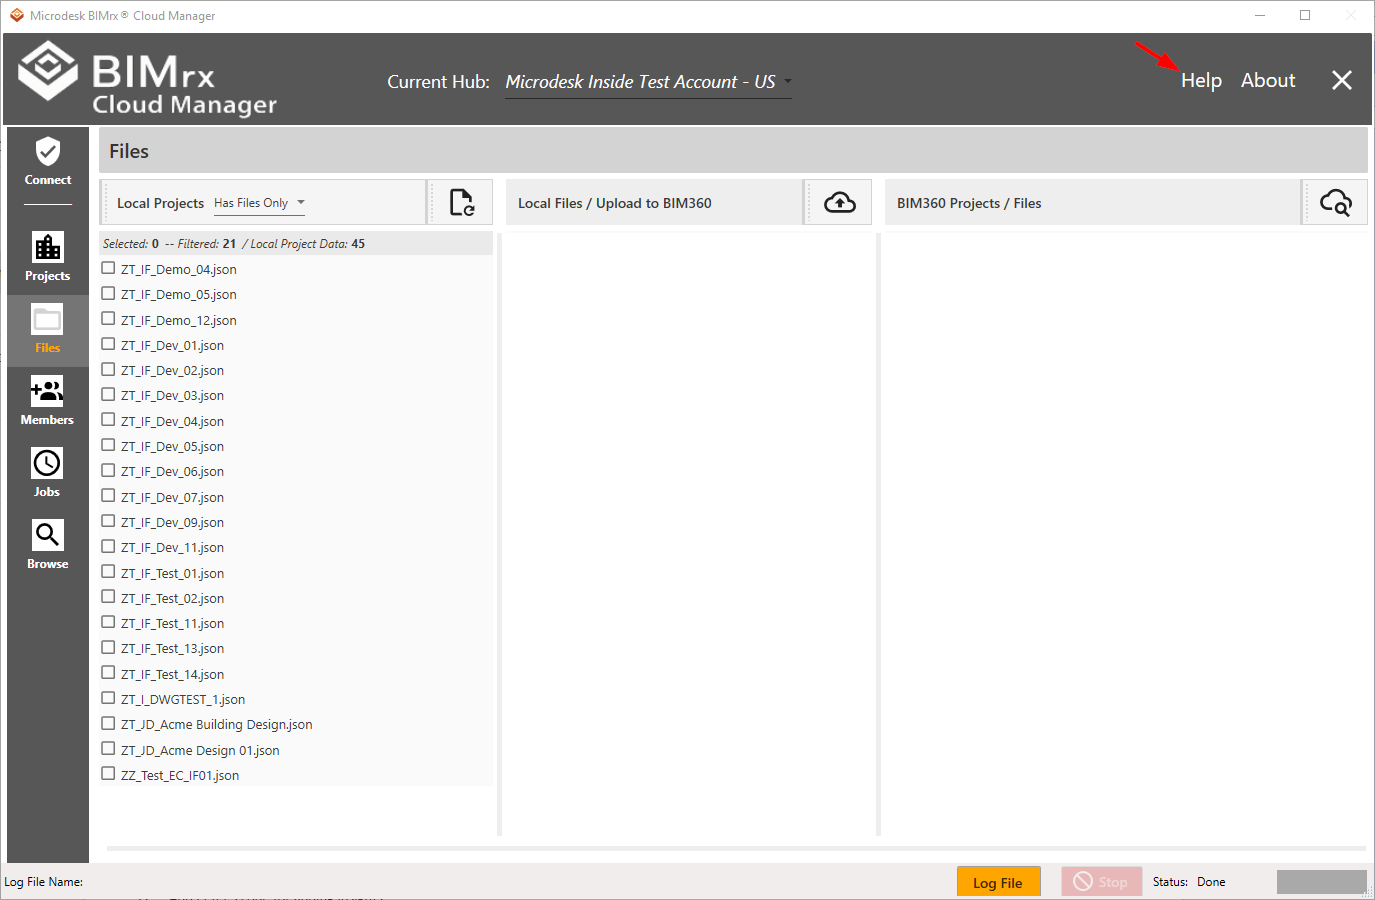 Microdesk BIMrx® Cloud Manager
BIMrx
Cloud Manager
Current Hub: Microdesk Inside Test Account - US
Help About
Connect
Projects
Files
Members
Jobs
Browse
Files
Local Projects Has Files Only
Local Files / Upload to BIM360
BIM360 Projects / Files
Selected: 0 -- Filtered: 21 / Local Project Data: 45
ZT_IF_Demo_04.json
ZT_IF_Demo_05.json
ZT_IF_Demo_12.json
ZT_IF_Dev_01.json
ZT_IF_Dev_02.json
ZT_IF_Dev_03.json
ZT_IF_Dev_04.json
ZT_IF_Dev_05.json
ZT_IF_Dev_06.json
ZT_IF_Dev_07.json
ZT_IF_Dev_09.json
ZT_IF_Dev_11.json
ZT_IF_Test_01.json
ZT_IF_Test_02.json
ZT_IF_Test_11.json
ZT_IF_Test_13.json
ZT_IF_Test_14.json
ZT_I_DWGTEST_1.json
ZT_JD_Acme Building Design.json
ZT_JD_Acme Design 01.json
ZZ_Test_EC_IF01.json
Log File Name:
Log File
Stop
Status: Done